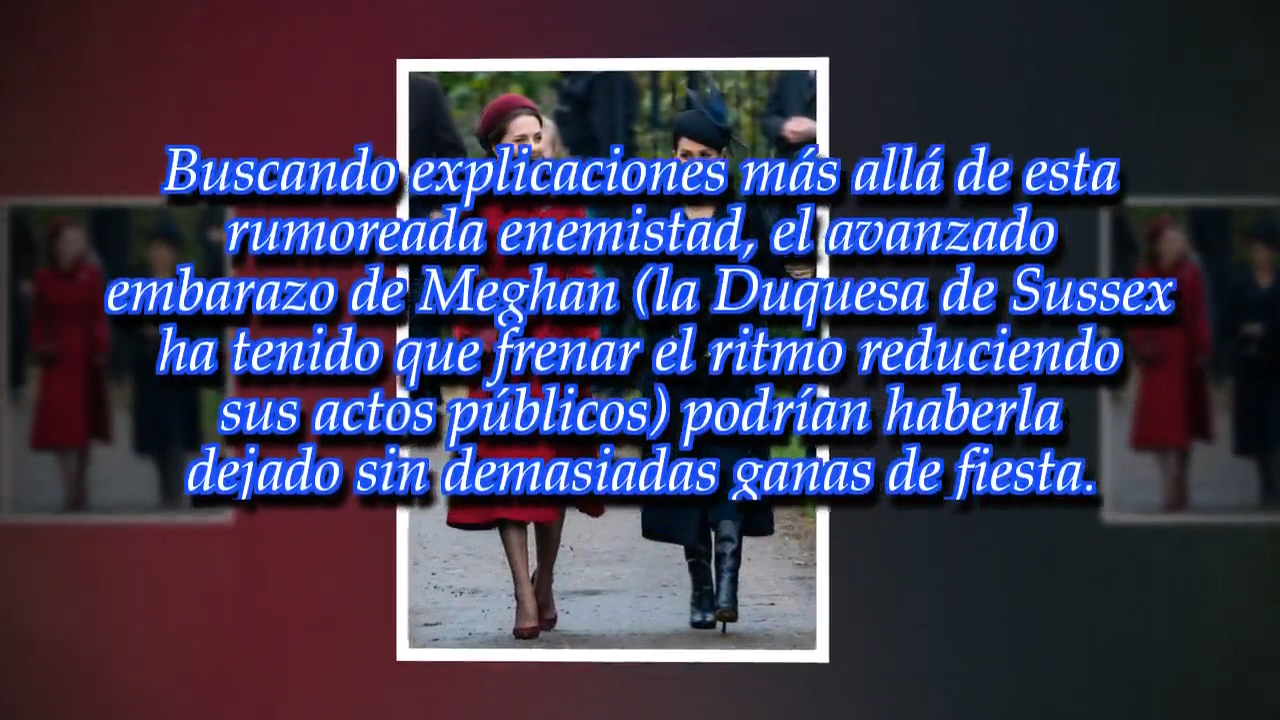 Buscando explicaciones más allá de esta
rumoreada enemistad, el avanzado
embarazo de Meghan (la Duquesa de Sussex
ha tenido que frenar el ritmo reduciendo
sus actos públicos) podrían haberla
dejado sin demasiadas ganas de fiesta.